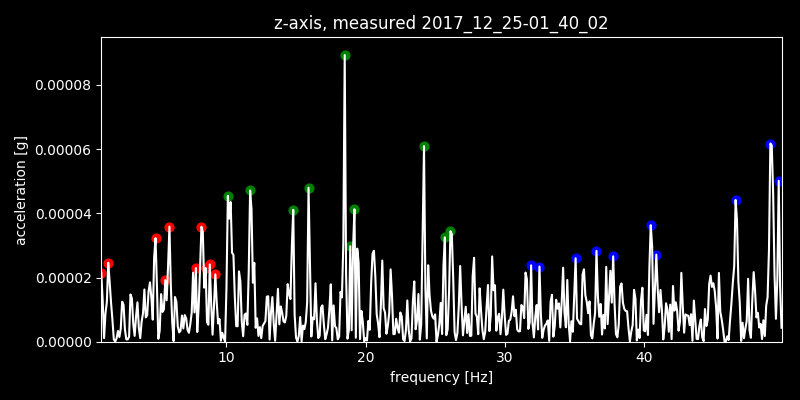 z-axis, measured 2017_12_25-01_40_02
0.00008
0.00006
0.00004
0.00002
0.00000
acceleration [g]
10 20 30 40
frequency [Hz]